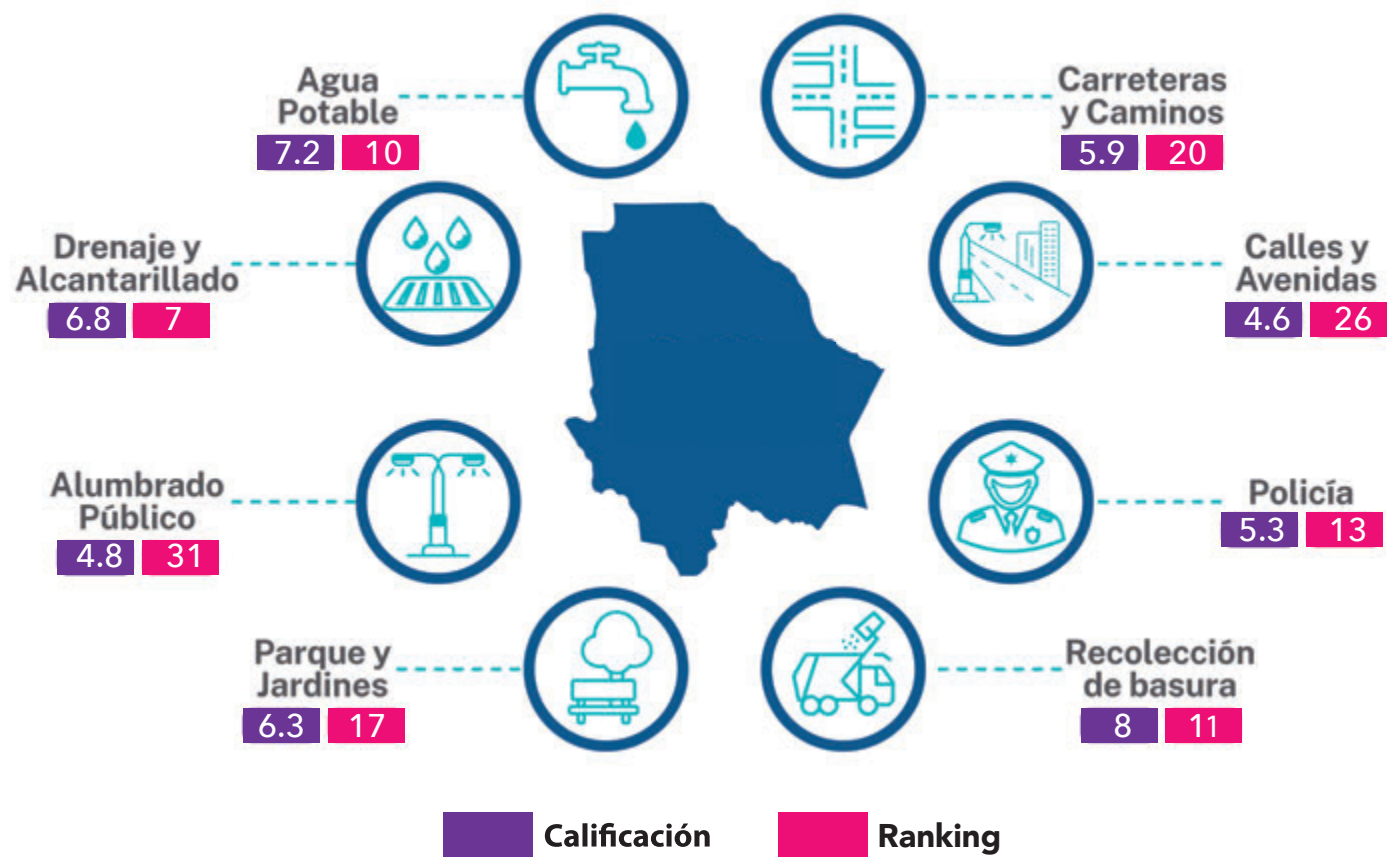 Agua
Potable
7.2 10
Carreteras
y Caminos
5.9 20
Drenaje y
Alcantarillado
6.8 7
Calles y
Avenidas
4.6 26
Alumbrado
Público
4.8 31
Policía
5.3 13
Parque y
Jardines
6.3 17
Recolección
de basura
8 11
Calificación
Ranking